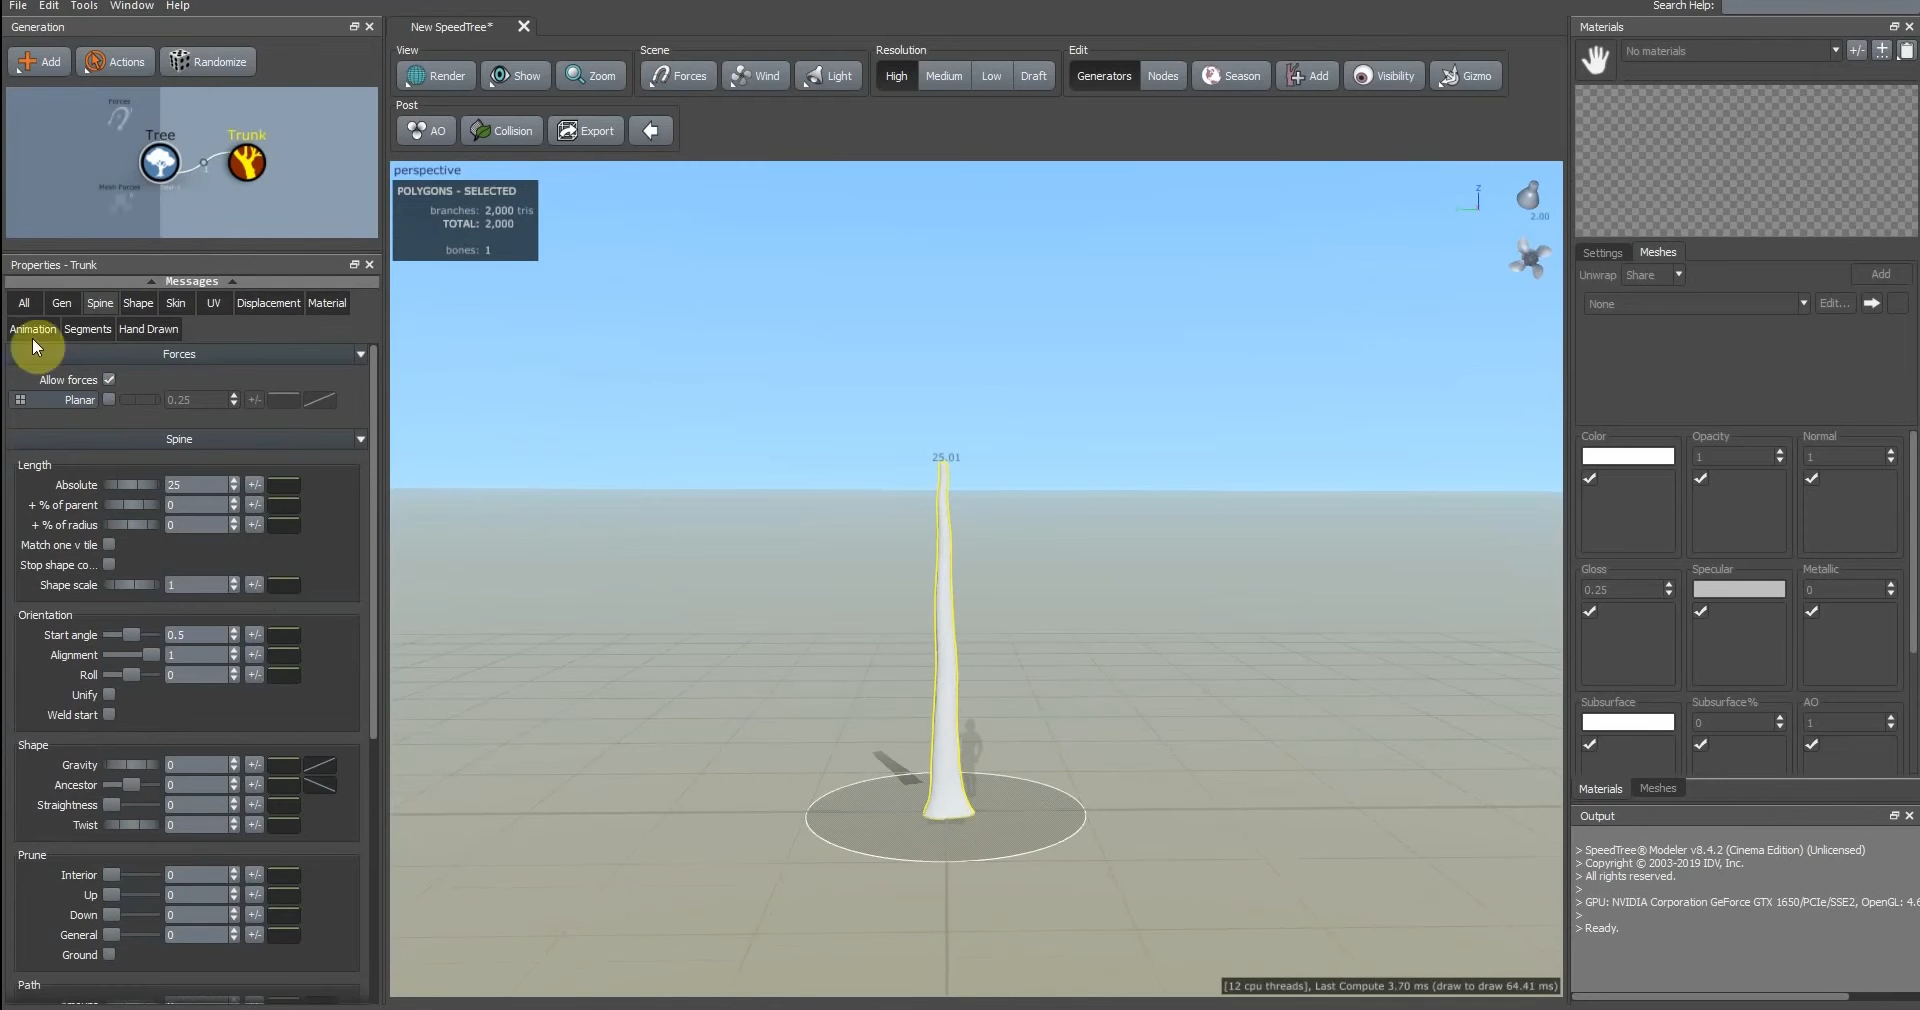 File Edit Tools Window Help
Search Help:
Generation
New SpeedTree*
Materials
Add Actions Randomize
View
Scene
Resolution
Edit
No materials +/-
Render Show Zoom
Forces Wind Light
High Medium Low Draft
Generators Nodes Season Add Visibility Gizmo
Post
AO Collision Export
Forces
Tree Trunk
1
Mesh Forces
perspective
POLYGONS - SELECTED
branches: 2,000 tris
TOTAL: 2,000
bones: 1
z
2.00
25.01
[12 cpu threads], Last Compute 3.70 ms (draw to draw 64.41 ms)
Properties - Trunk
Messages
All Gen Spine Shape Skin UV Displacement Material
Animation Segments Hand Drawn
Forces
Allow forces
Planar 0.25 +/-
Spine
Length
Absolute 25 +/-
+ % of parent 0 +/-
+ % of radius 0 +/-
Match one v tile
Stop shape co...
Shape scale 1 +/-
Orientation
Start angle 0.5 +/-
Alignment 1 +/-
Roll 0 +/-
Unify
Weld start
Shape
Gravity 0 +/-
Ancestor 0 +/-
Straightness 0 +/-
Twist 0 +/-
Prune
Interior 0 +/-
Up 0 +/-
Down 0 +/-
General 0 +/-
Ground
Path
Settings Meshes
Unwrap Share Add
None Edit...
Color Opacity Normal
1 1
Gloss Specular Metallic
0.25 0
Subsurface Subsurface% AO
0 1
Materials Meshes
Output
> SpeedTree® Modeler v8.4.2 (Cinema Edition) (Unlicensed)
> Copyright © 2003-2019 IDV, Inc.
> All rights reserved.
>
> GPU: NVIDIA Corporation GeForce GTX 1650/PCIe/SSE2, OpenGL: 4.6
>
> Ready.